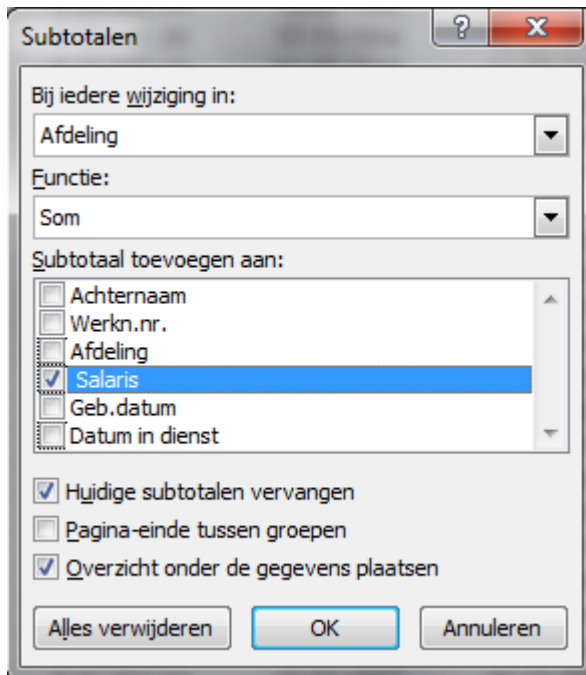 Subtotalen
Bij iedere wijziging in:
Afdeling
Functie:
Som
Subtotaal toevoegen aan:
Achternaam
Werkn.nr.
Afdeling
Salaris
Geb.datum
Datum in dienst
Huidige subtotalen vervangen
Pagina-einde tussen groepen
Overzicht onder de gegevens plaatsen
Alles verwijderen OK Annuleren